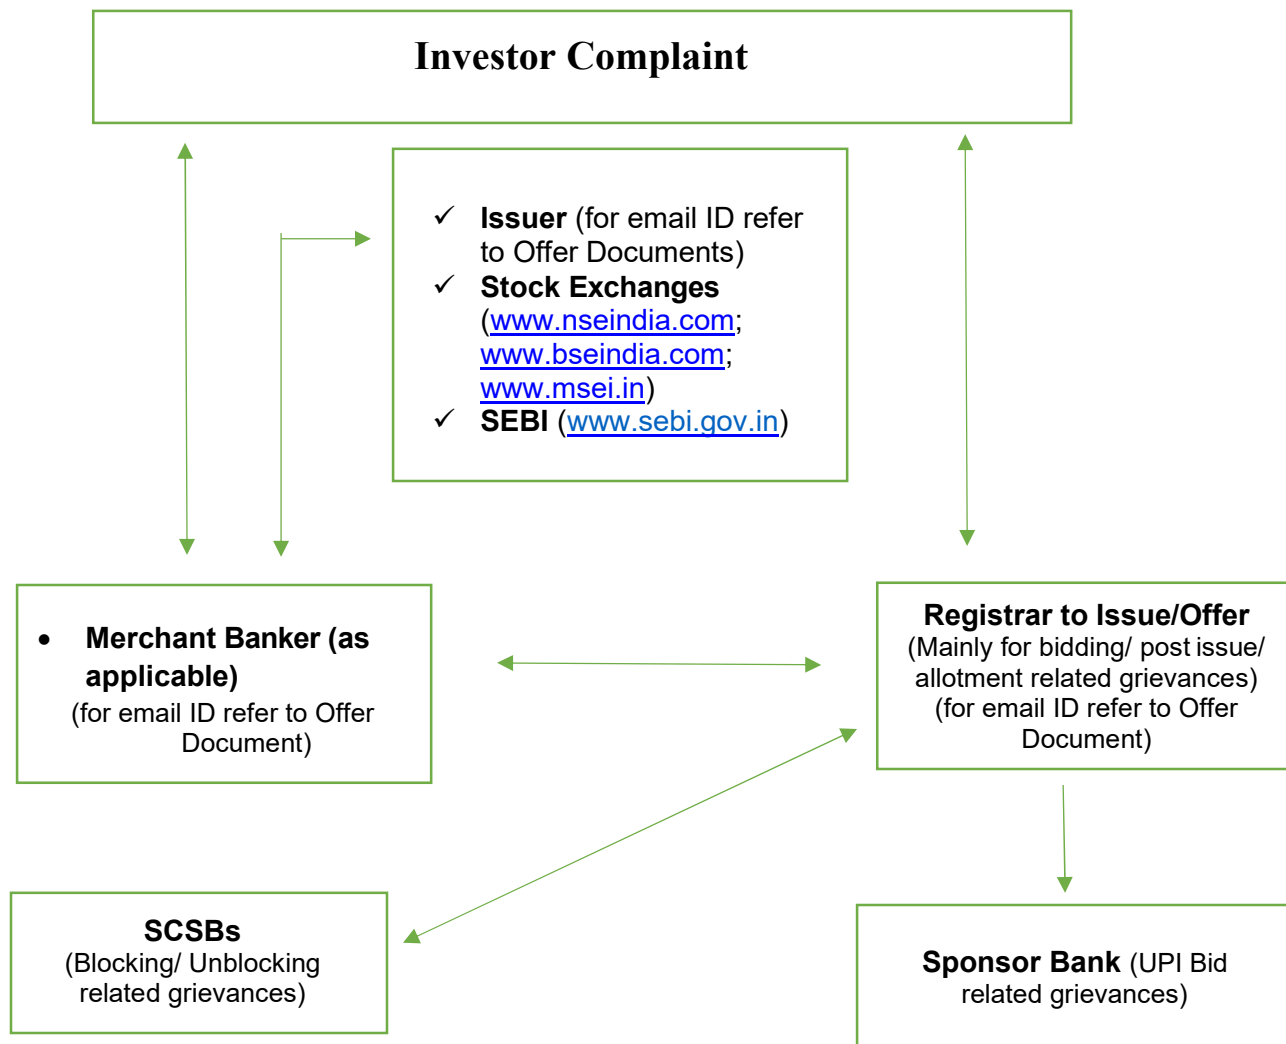 Investor Complaint
✓ Issuer (for email ID refer
to Offer Documents)
✓ Stock Exchanges
(www.nseindia.com;
www.bseindia.com;
www.msei.in)
✓ SEBI (www.sebi.gov.in)
• Merchant Banker (as
applicable)
(for email ID refer to Offer
Document)
Registrar to Issue/Offer
(Mainly for bidding/ post issue/
allotment related grievances)
(for email ID refer to Offer
Document)
SCSBs
(Blocking/ Unblocking
related grievances)
Sponsor Bank (UPI Bid
related grievances)